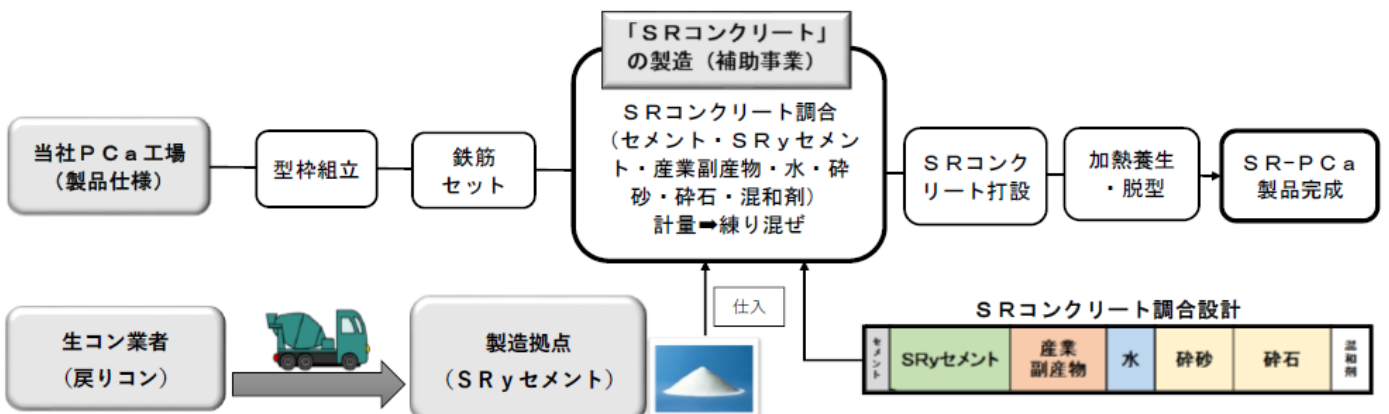 「ＳＲコンクリート」
の製造（補助事業）
ＳＲコンクリート調合
（セメント・ＳＲｙセメン
ト・産業副産物・水・砕
砂・砕石・混和剤）
計量➡練り混ぜ
当社ＰＣａ工場
（製品仕様）
型枠組立
鉄筋
セット
ＳＲコンク
リート打設
加熱養生
・脱型
ＳＲ−ＰＣａ
製品完成
生コン業者
（戻りコン）
製造拠点
（ＳＲｙセメント）
仕入
ＳＲコンクリート調合設計
セメント
SRyセメント
産業
副産物
水
砕砂
砕石
混和剤